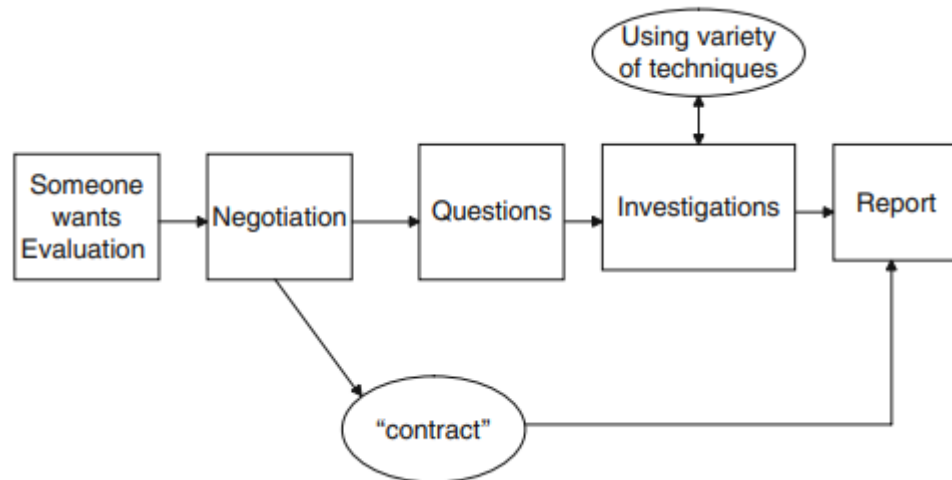 Using variety
of techniques
Someone
wants
Evaluation
Negotiation
Questions
Investigations
Report
“contract”